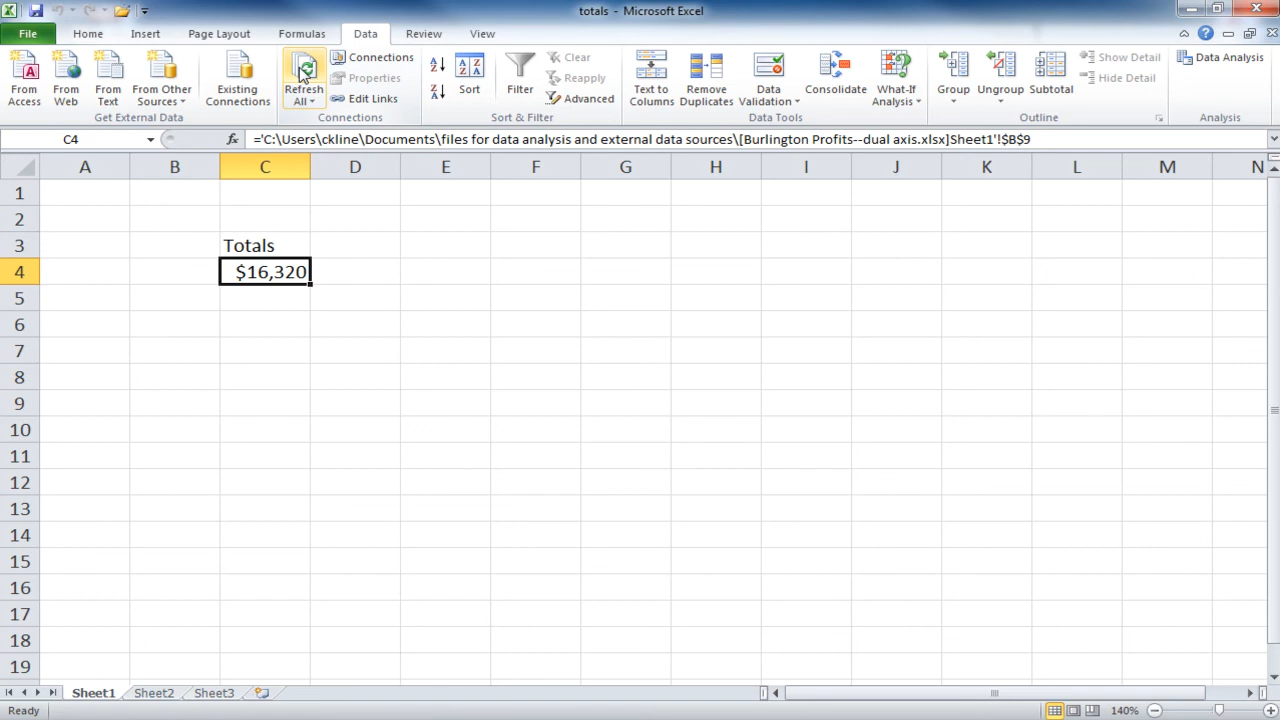 totals - Microsoft Excel
File Home Insert Page Layout Formulas Data Review View
From Access
From Web
From Text
From Other Sources
Existing Connections
Get External Data
Refresh All
Connections
Properties
Edit Links
Connections
Sort
Filter
Clear
Reapply
Advanced
Sort & Filter
Text to Columns
Remove Duplicates
Data Validation
Consolidate
What-If Analysis
Data Tools
Group
Ungroup
Subtotal
Show Detail
Hide Detail
Outline
Data Analysis
Analysis
C4 fx ='C:\Users\ckline\Documents\files for data analysis and external data sources\[Burlington Profits--dual axis.xlsx]Sheet1'!$B$9
A B C D E F G H I J K L M N
1
2
3 Totals
4 $16,320
5
6
7
8
9
10
11
12
13
14
15
16
17
18
19
Sheet1 Sheet2 Sheet3
Ready 140%